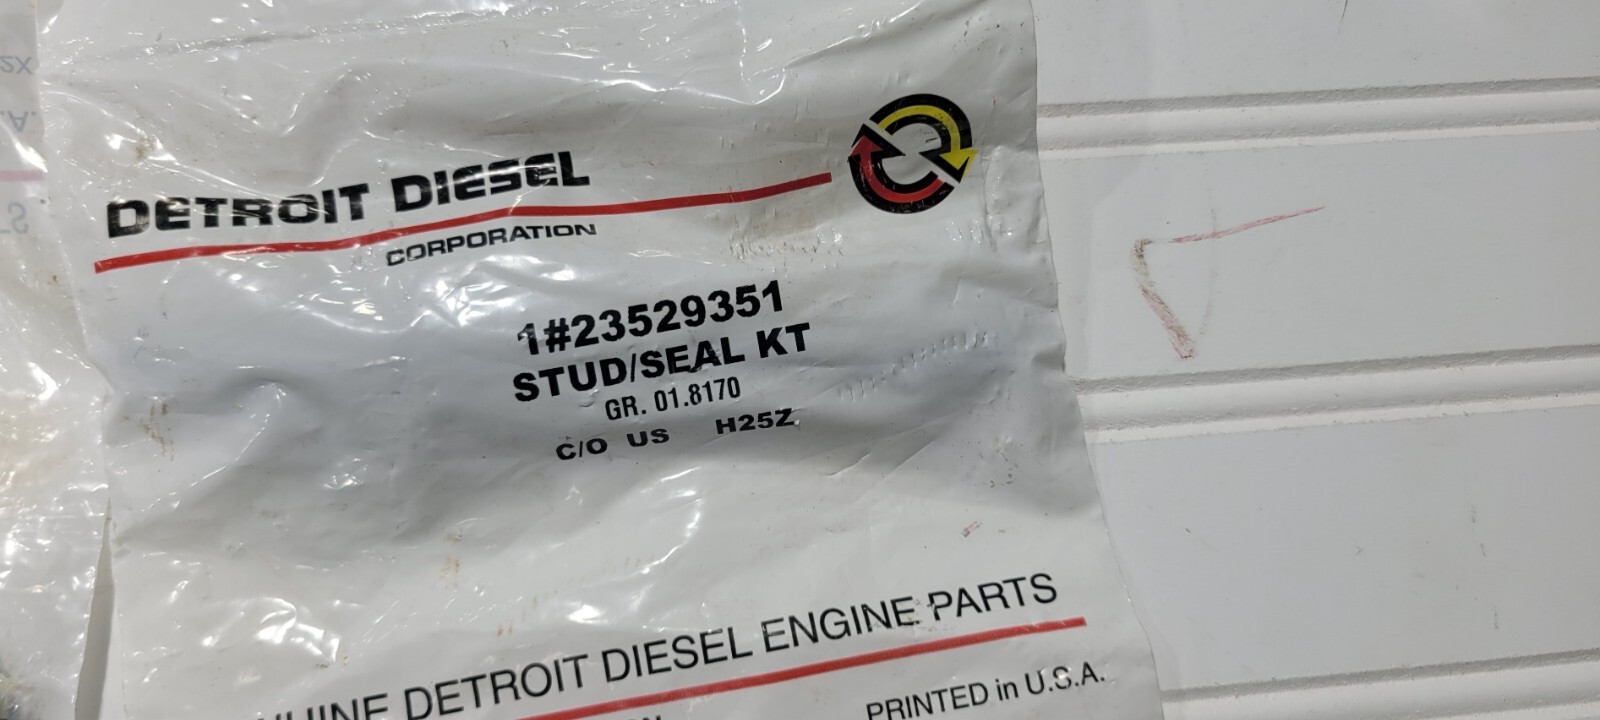 DETROIT DIESEL
CORPORATION
1#23529351
STUD/SEAL KT
GR. 01.8170
C/O US H25Z
DETROIT DIESEL ENGINE PARTS
PRINTED in U.S.A.